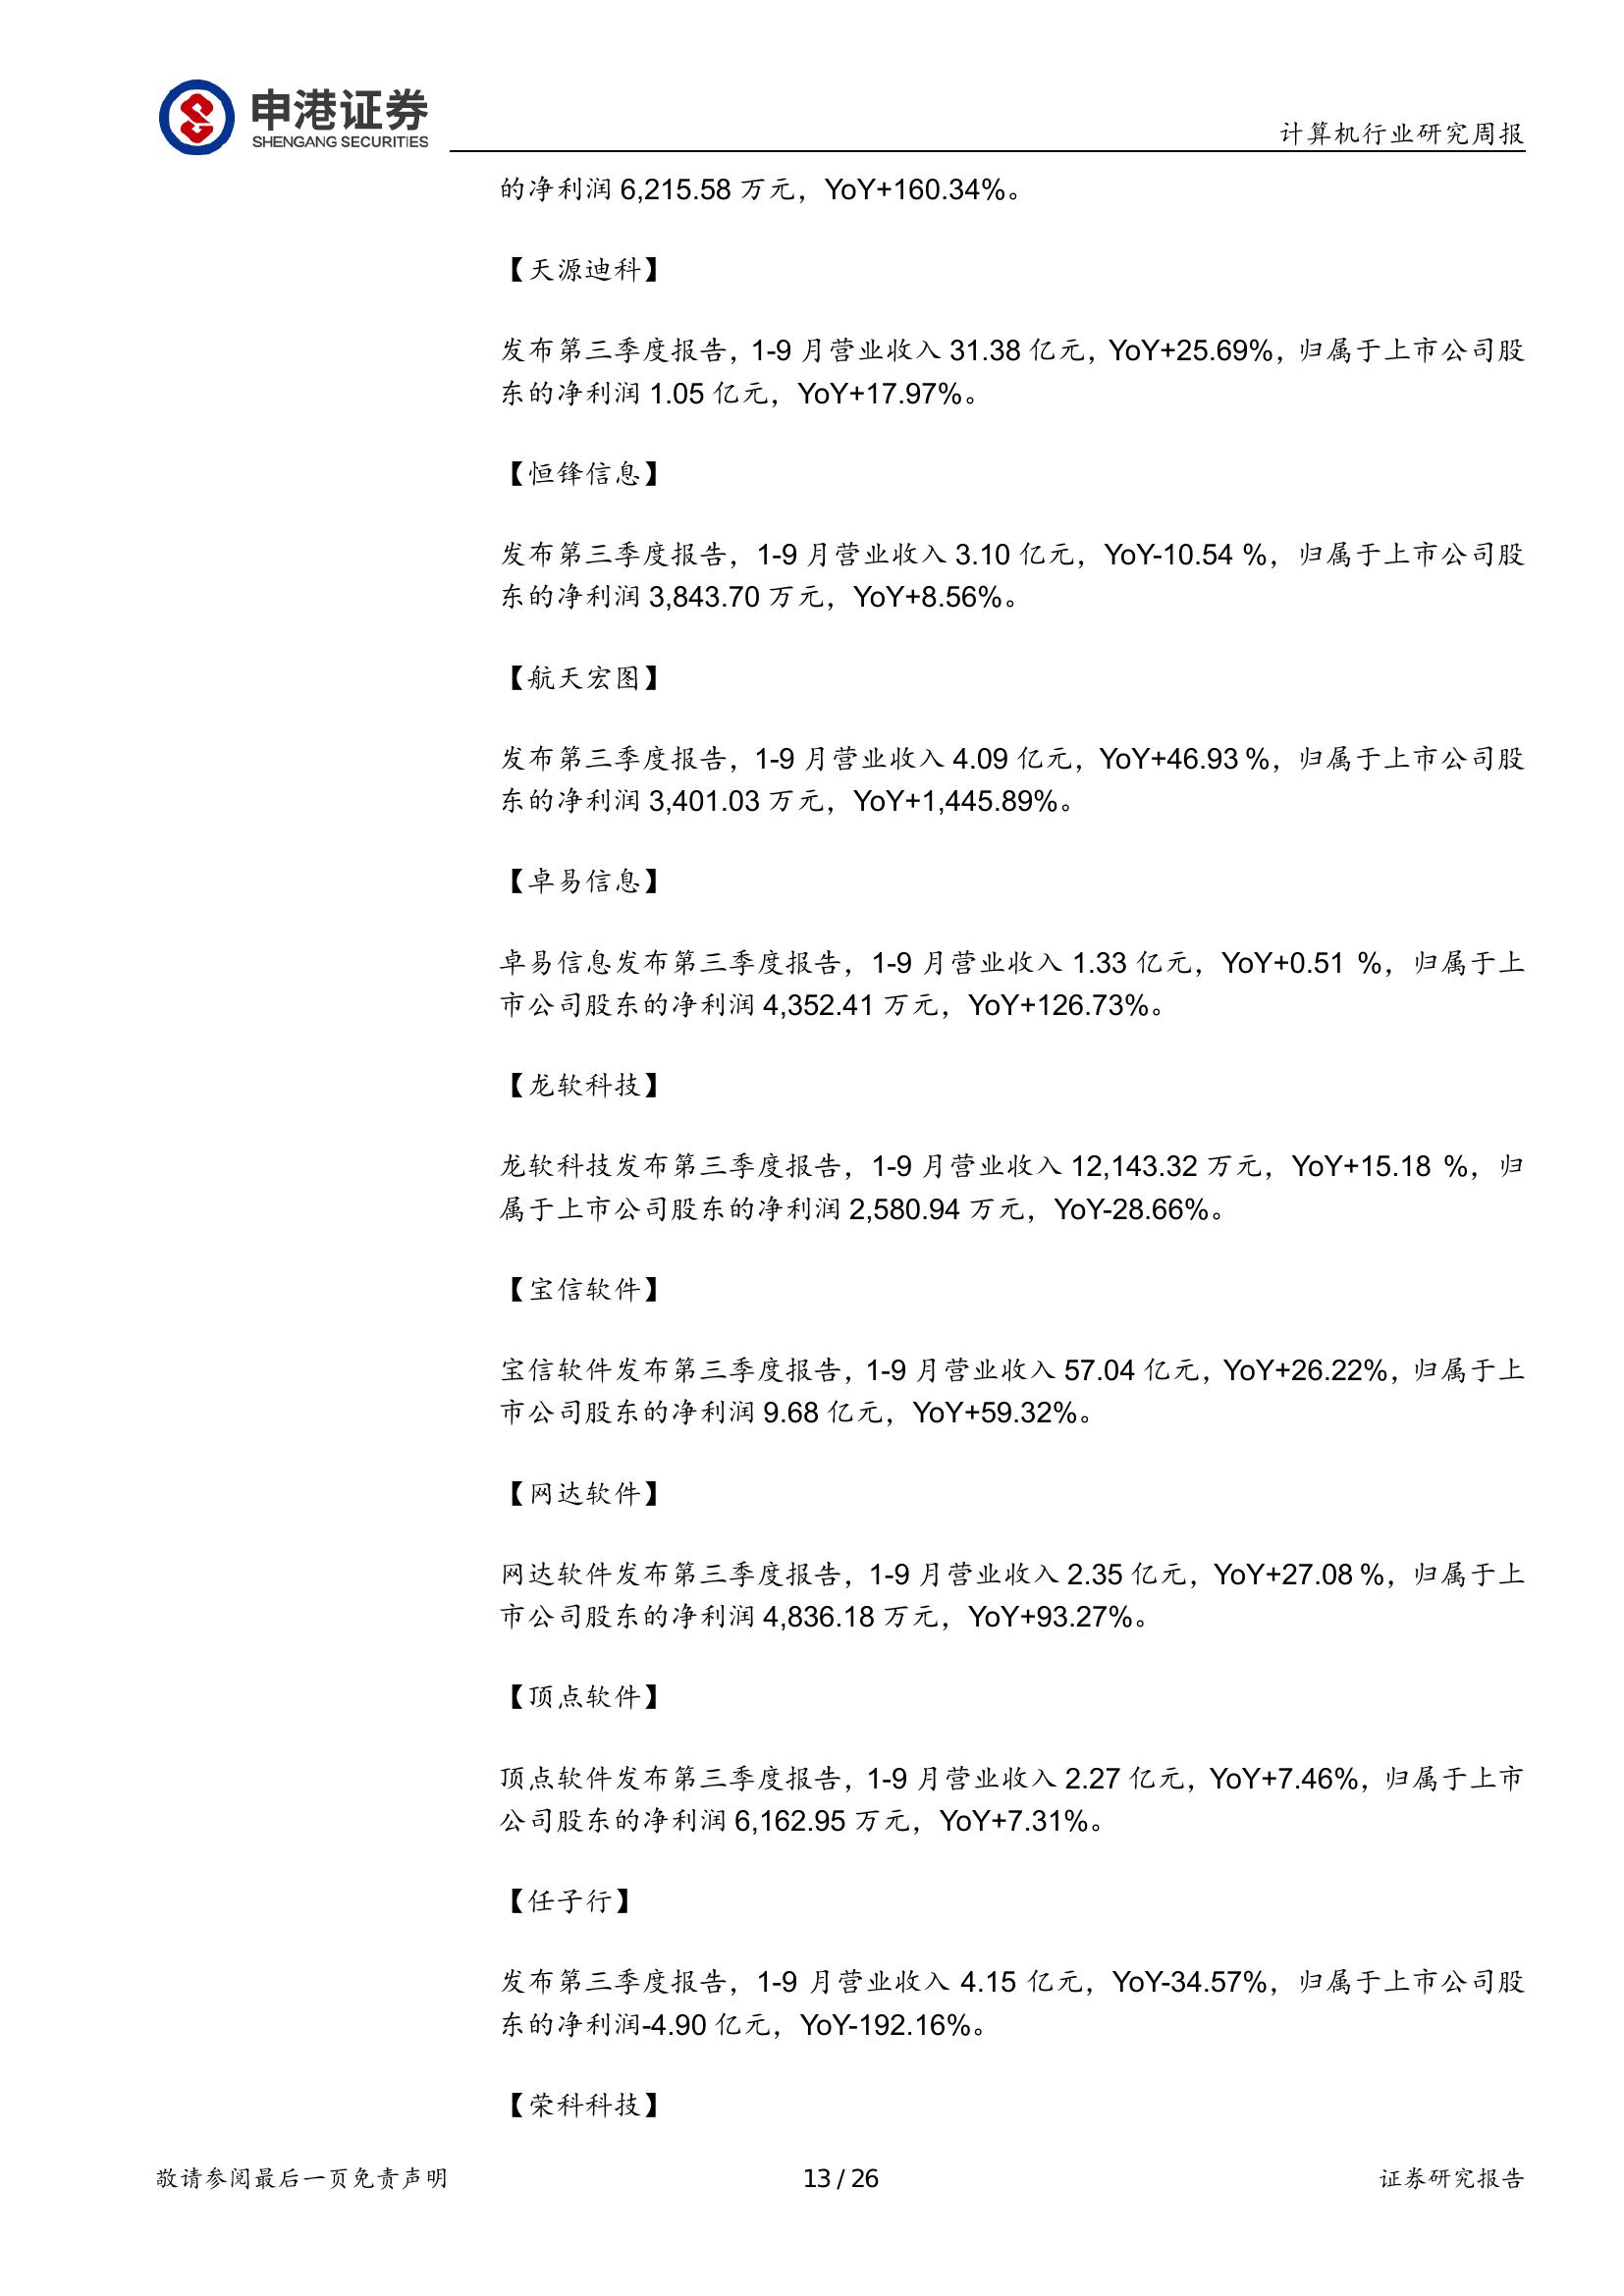 申港证券
SHENGANG SECURITIES
计算机行业研究周报
的净利润 6,215.58 万元，YoY+160.34%。
【天源迪科】
发布第三季度报告，1-9 月营业收入 31.38 亿元，YoY+25.69%，归属于上市公司股
东的净利润 1.05 亿元，YoY+17.97%。
【恒锋信息】
发布第三季度报告，1-9 月营业收入 3.10 亿元，YoY-10.54 %，归属于上市公司股
东的净利润 3,843.70 万元，YoY+8.56%。
【航天宏图】
发布第三季度报告，1-9 月营业收入 4.09 亿元，YoY+46.93 %，归属于上市公司股
东的净利润 3,401.03 万元，YoY+1,445.89%。
【卓易信息】
卓易信息发布第三季度报告，1-9 月营业收入 1.33 亿元，YoY+0.51 %，归属于上
市公司股东的净利润 4,352.41 万元，YoY+126.73%。
【龙软科技】
龙软科技发布第三季度报告，1-9 月营业收入 12,143.32 万元，YoY+15.18 %，归
属于上市公司股东的净利润 2,580.94 万元，YoY-28.66%。
【宝信软件】
宝信软件发布第三季度报告，1-9 月营业收入 57.04 亿元，YoY+26.22%，归属于上
市公司股东的净利润 9.68 亿元，YoY+59.32%。
【网达软件】
网达软件发布第三季度报告，1-9 月营业收入 2.35 亿元，YoY+27.08 %，归属于上
市公司股东的净利润 4,836.18 万元，YoY+93.27%。
【顶点软件】
顶点软件发布第三季度报告，1-9 月营业收入 2.27 亿元，YoY+7.46%，归属于上市
公司股东的净利润 6,162.95 万元，YoY+7.31%。
【任子行】
发布第三季度报告，1-9 月营业收入 4.15 亿元，YoY-34.57%，归属于上市公司股
东的净利润-4.90 亿元，YoY-192.16%。
【荣科科技】
敬请参阅最后一页免责声明
13 / 26
证券研究报告